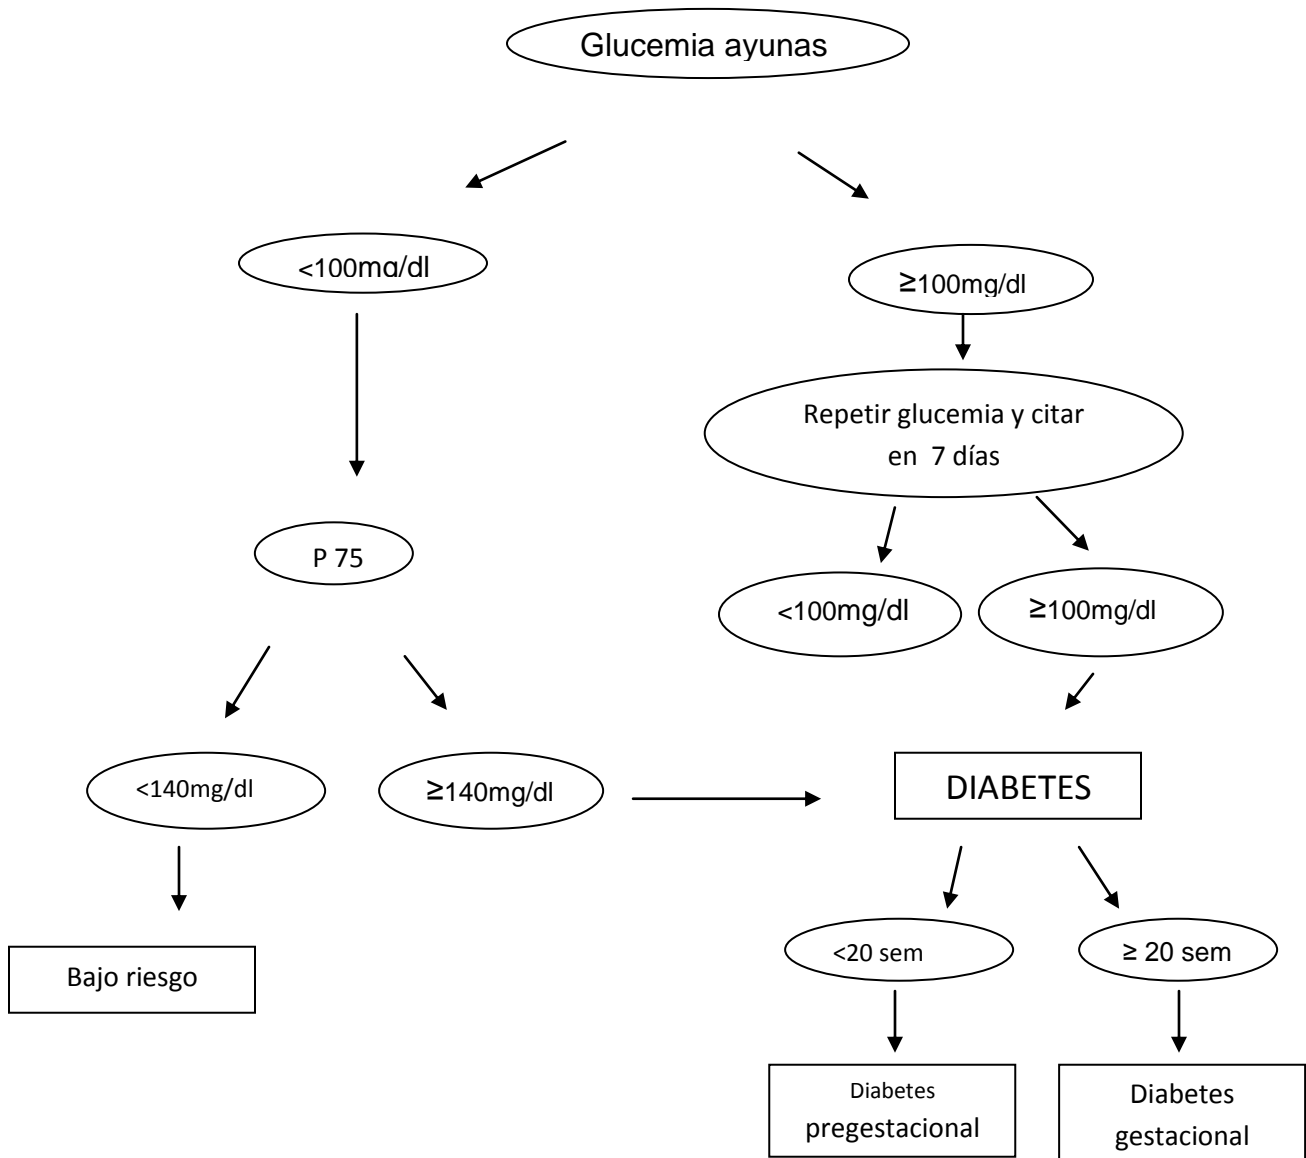 Glucemia ayunas
<100mg/dl
≥100mg/dl
Repetir glucemia y citar
en 7 días
P 75
<100mg/dl
≥100mg/dl
<140mg/dl
≥140mg/dl
DIABETES
<20 sem
≥ 20 sem
Bajo riesgo
Diabetes
pregestacional
Diabetes
gestacional